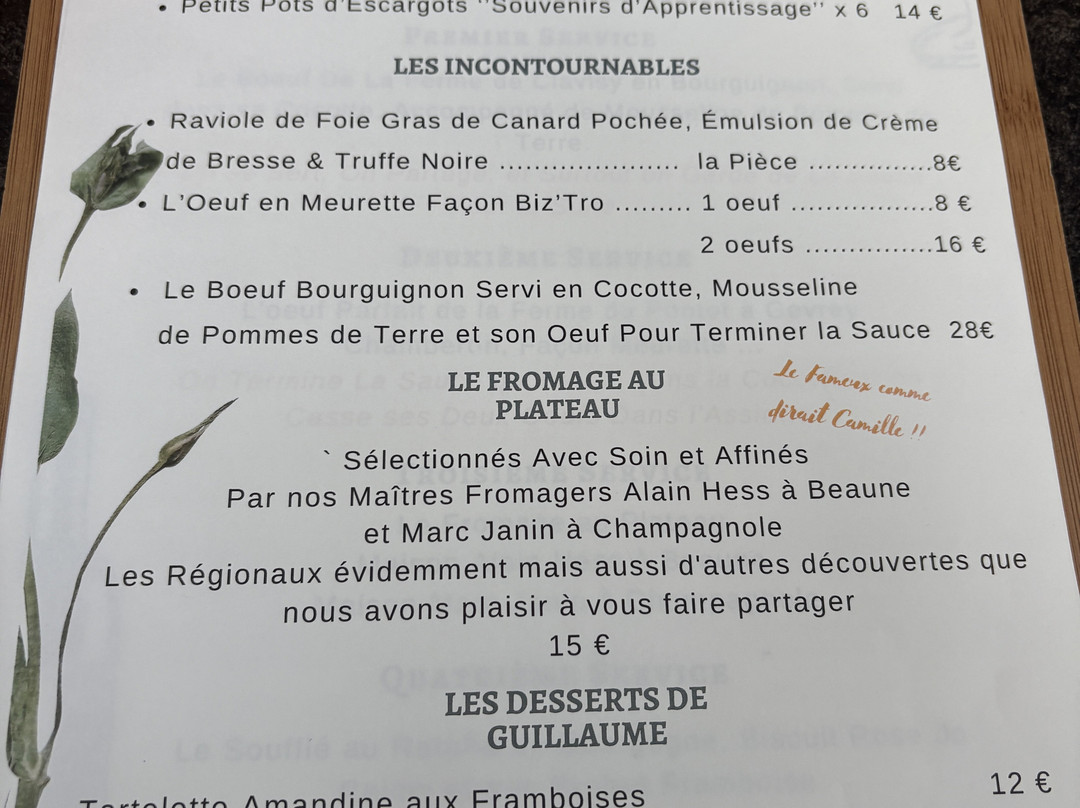 • Petits Pots d'Escargots "Souvenirs d'Apprentissage" x 6 14 €
LES INCONTOURNABLES
• Raviole de Foie Gras de Canard Pochée, Émulsion de Crème
de Bresse & Truffe Noire ...................... la Pièce ...............8€
• L'Oeuf en Meurette Façon Biz'Tro ......... 1 oeuf .................8 €
2 oeufs ...............16 €
• Le Boeuf Bourguignon Servi en Cocotte, Mousseline
de Pommes de Terre et son Oeuf Pour Terminer la Sauce 28€
Le Fameux comme
dirait Camille !!
LE FROMAGE AU
PLATEAU
` Sélectionnés Avec Soin et Affinés
Par nos Maîtres Fromagers Alain Hess à Beaune
et Marc Janin à Champagnole
Les Régionaux évidemment mais aussi d'autres découvertes que
nous avons plaisir à vous faire partager
15 €
LES DESSERTS DE
GUILLAUME
Tartelette Amandine aux Framboises 12 €